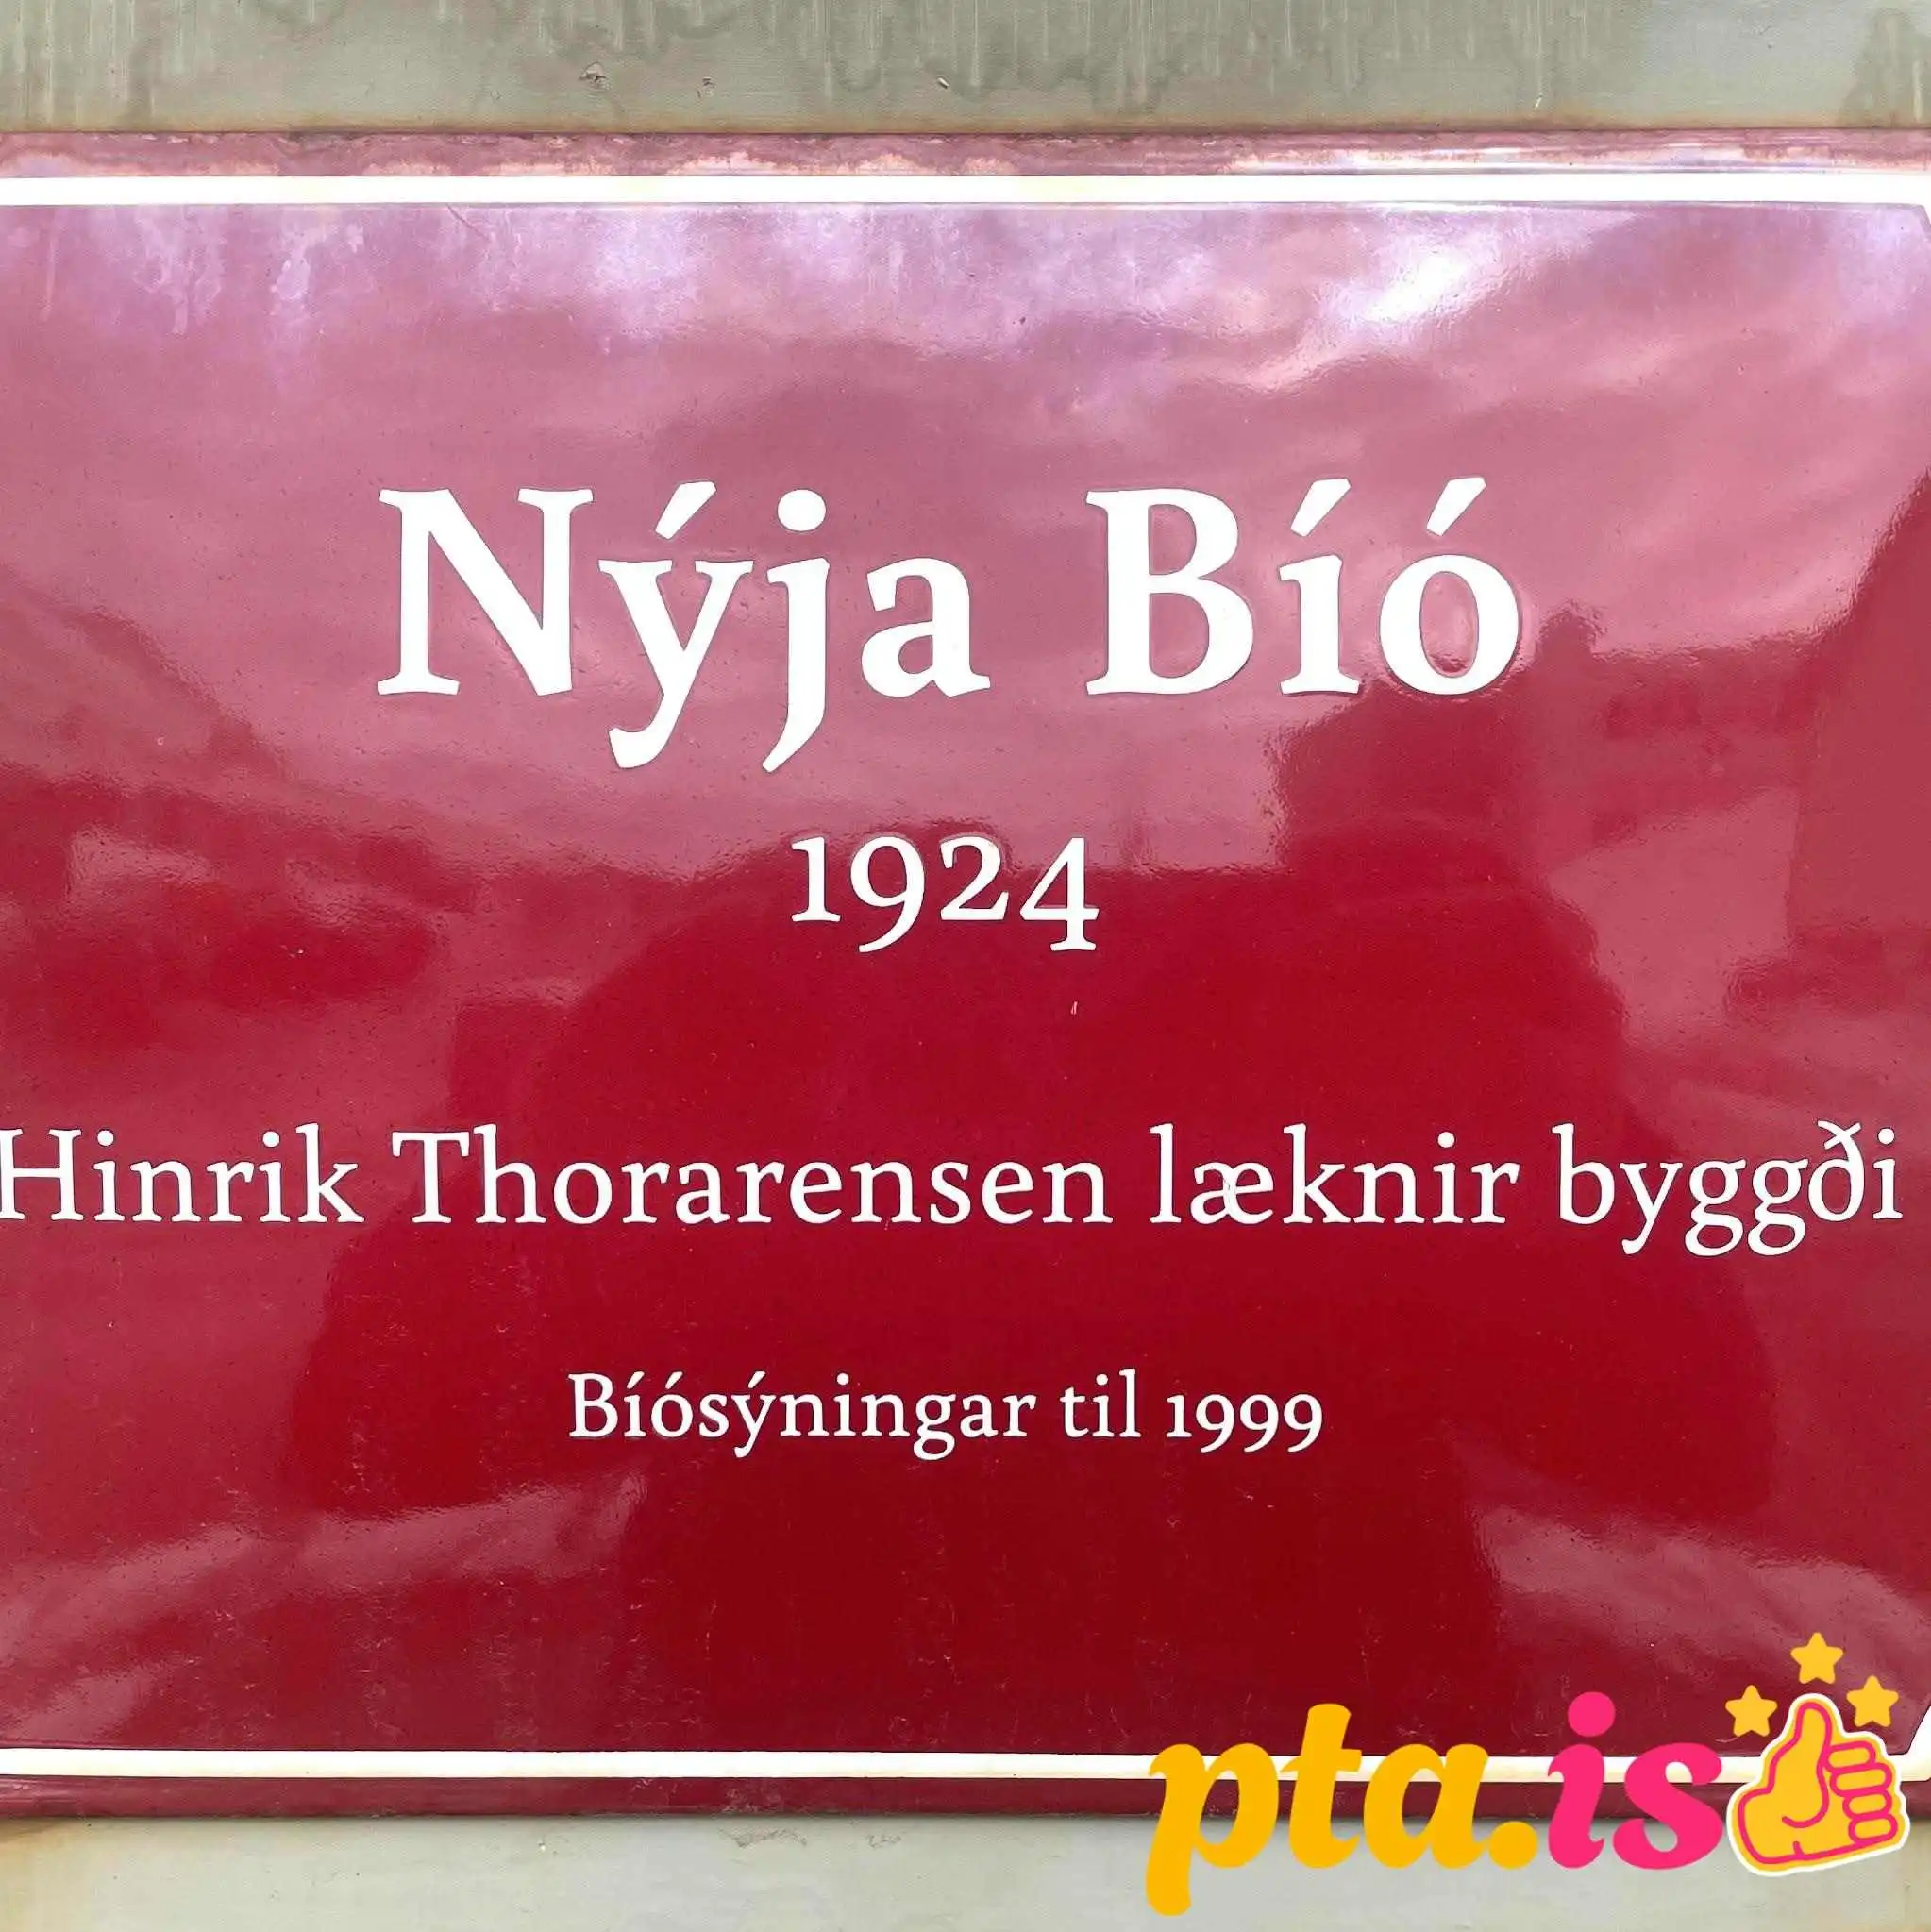 Nýja Bíó
1924
Hinrik Thorarensen læknir byggði
Bíósýningar til 1999
pta.is